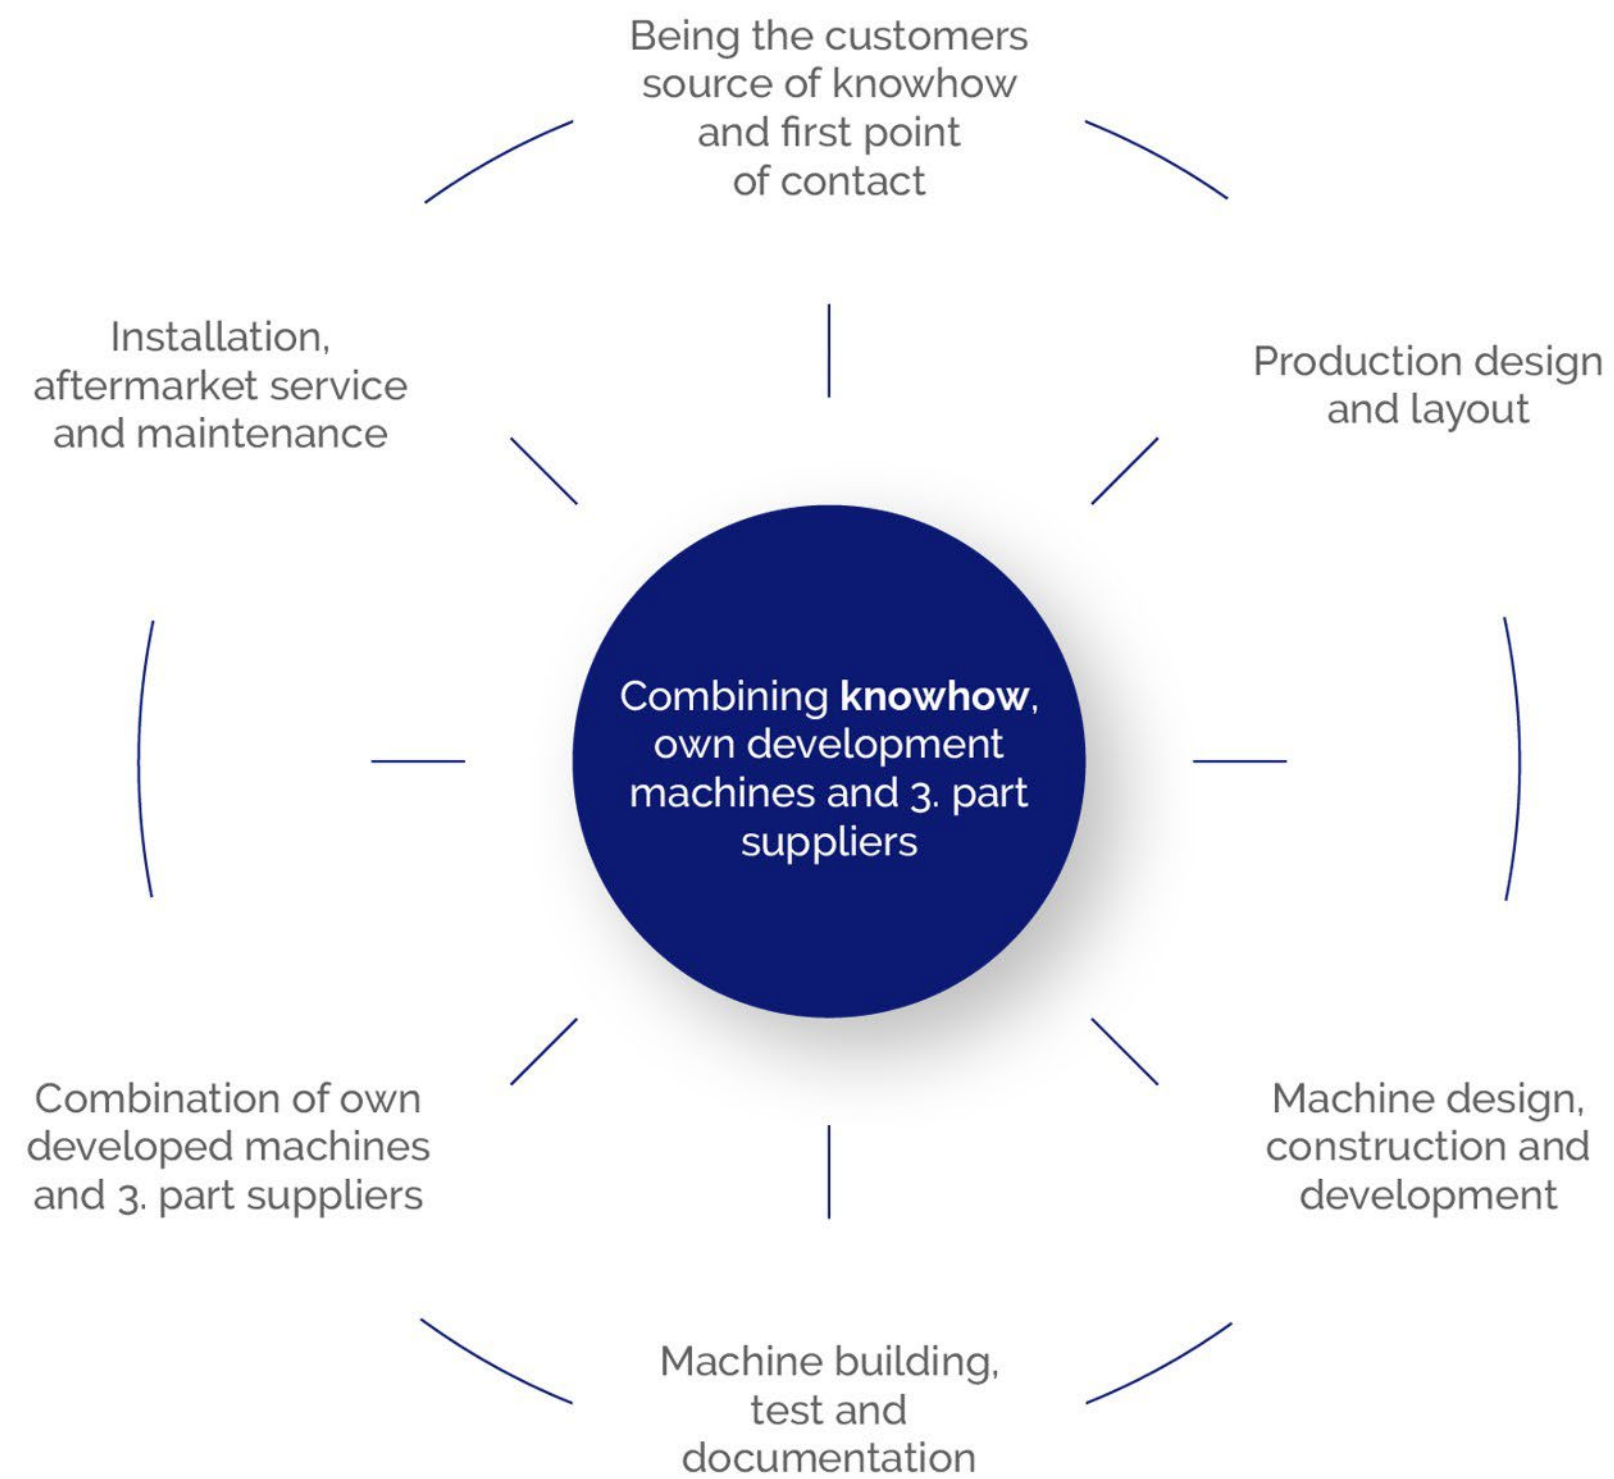 Being the customers
source of knowhow
and first point
of contact
Installation,
aftermarket service
and maintenance
Production design
and layout
Combining knowhow,
own development
machines and 3. part
suppliers
Combination of own
developed machines
and 3. part suppliers
Machine design,
construction and
development
Machine building,
test and
documentation